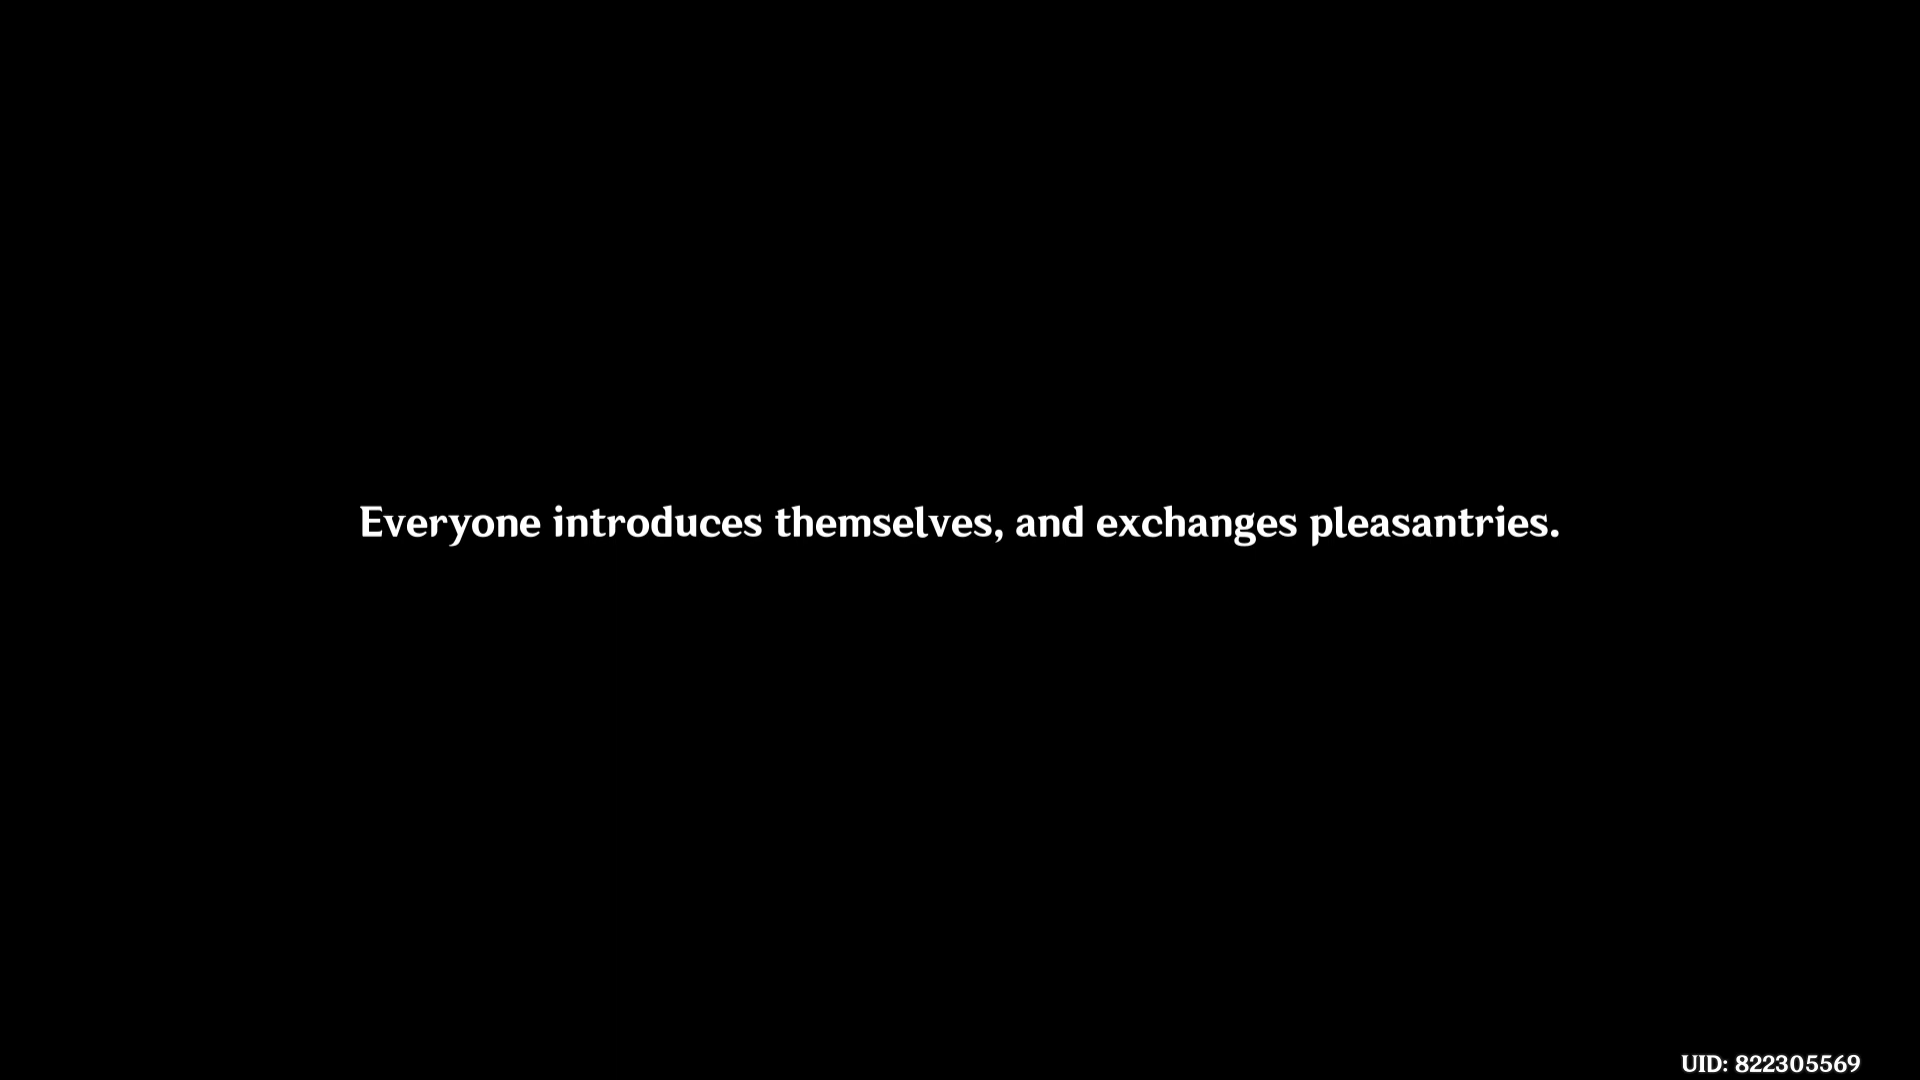 Everyone introduces themselves, and exchanges pleasantries.
UID: 822305569